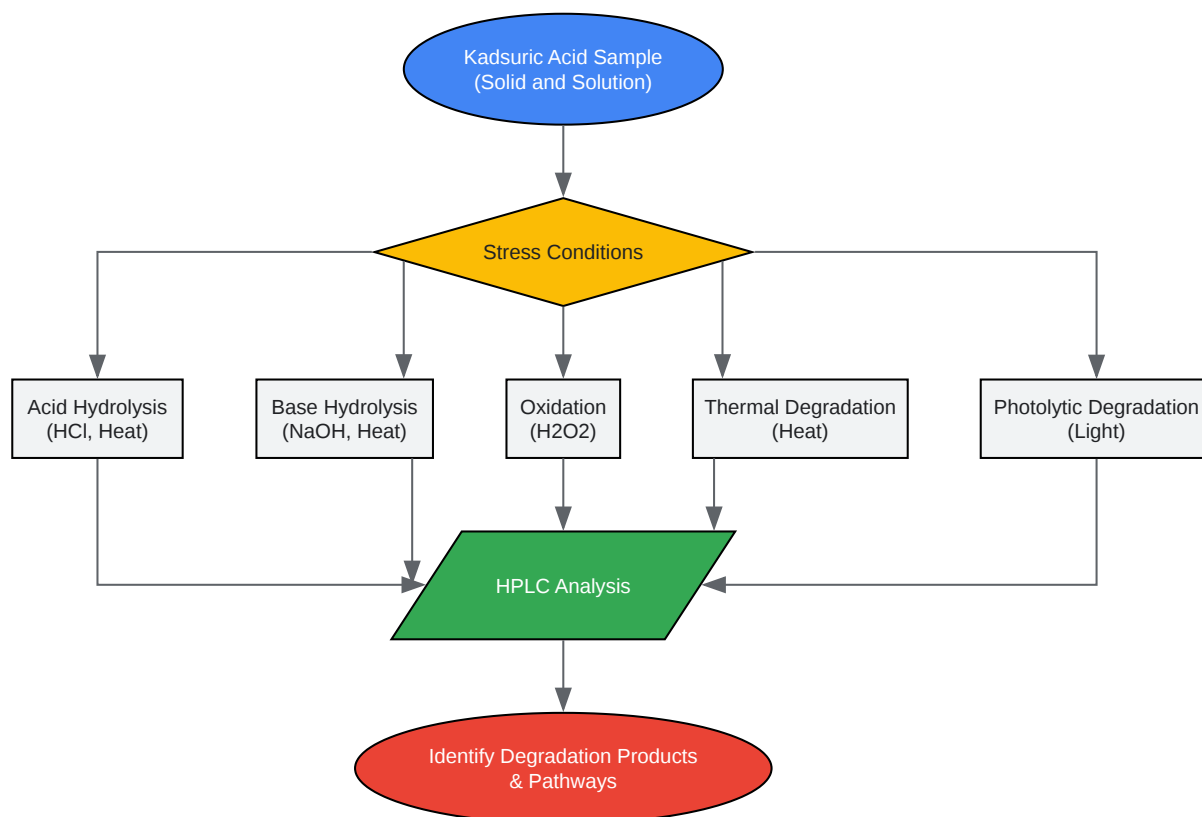 Kadsuric Acid Sample
(Solid and Solution)
Stress Conditions
Acid Hydrolysis
(HCl, Heat)
Base Hydrolysis
(NaOH, Heat)
Oxidation
(H2O2)
Thermal Degradation
(Heat)
Photolytic Degradation
(Light)
HPLC Analysis
Identify Degradation Products
& Pathways